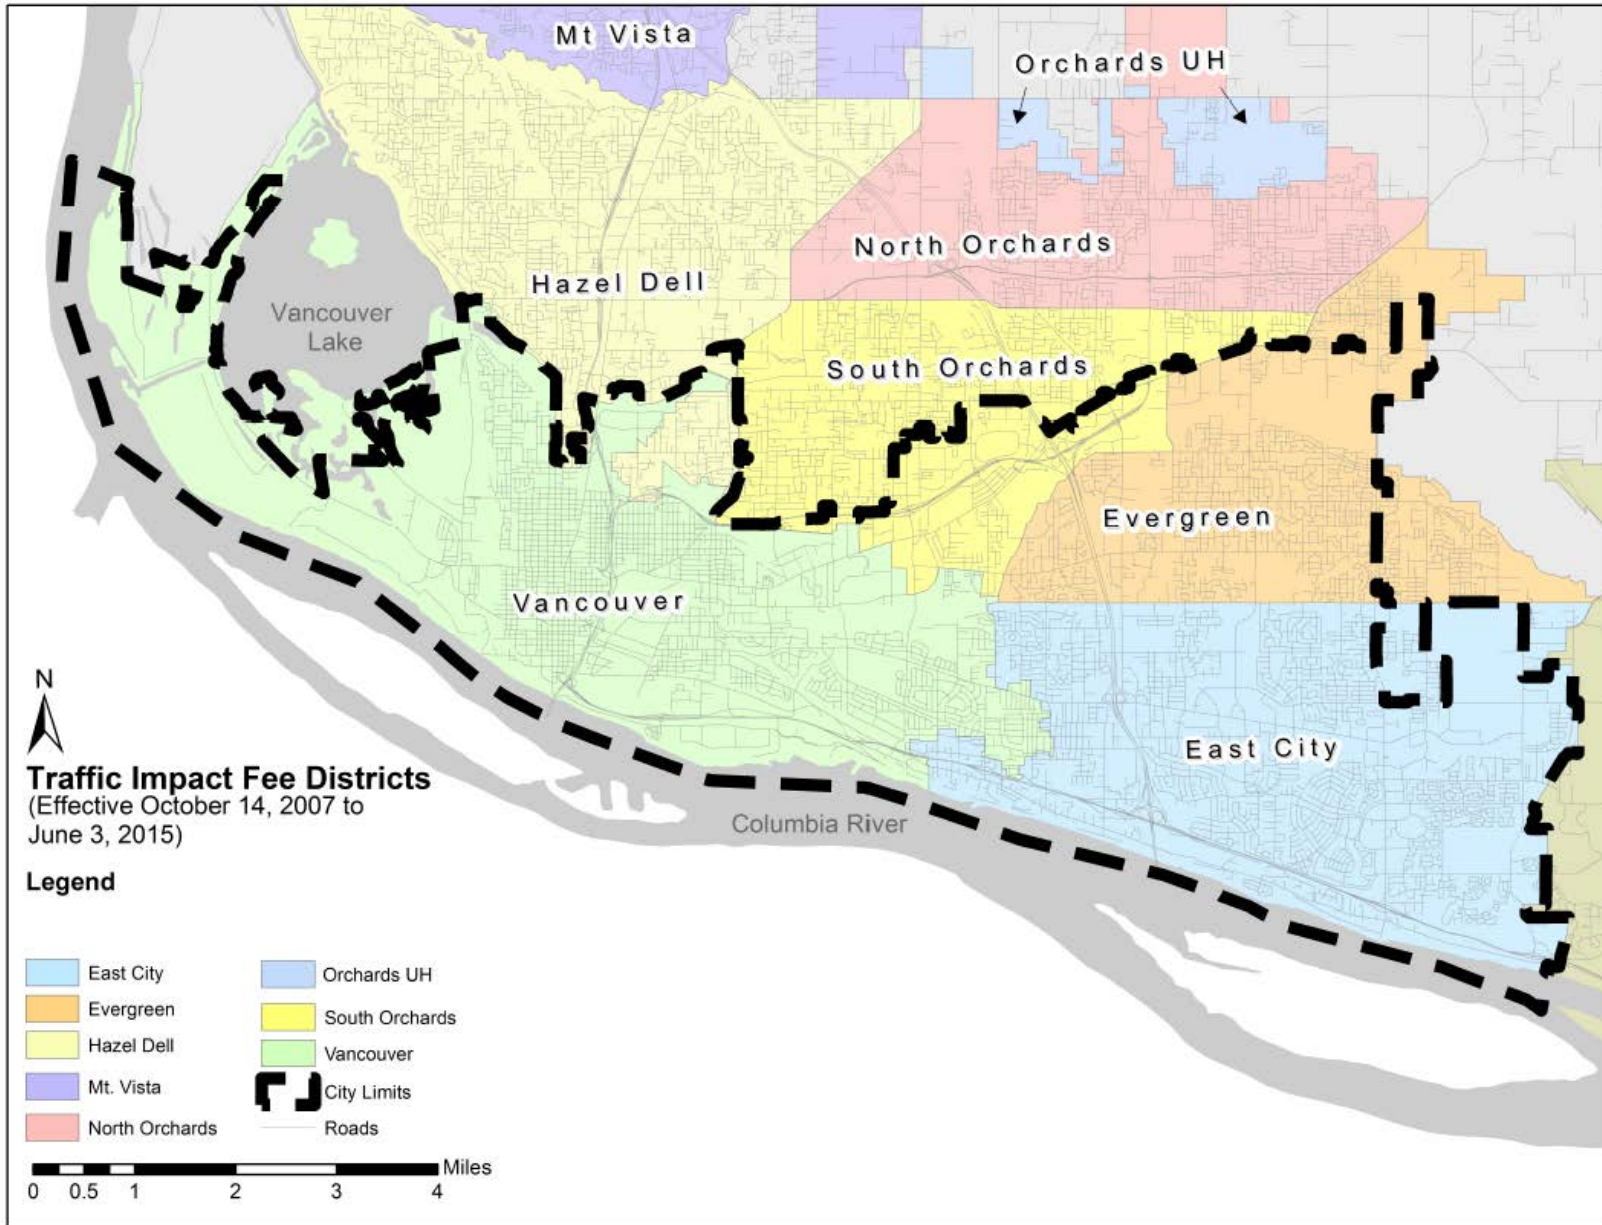 Mt Vista
Orchards UH
North Orchards
Hazel Dell
Vancouver
Lake
South Orchards
Evergreen
Vancouver
East City
Columbia River
N
Traffic Impact Fee Districts
(Effective October 14, 2007 to
June 3, 2015)
Legend
East City
Evergreen
Hazel Dell
Mt. Vista
North Orchards
Orchards UH
South Orchards
Vancouver
City Limits
Roads
Miles
0 0.5 1 2 3 4